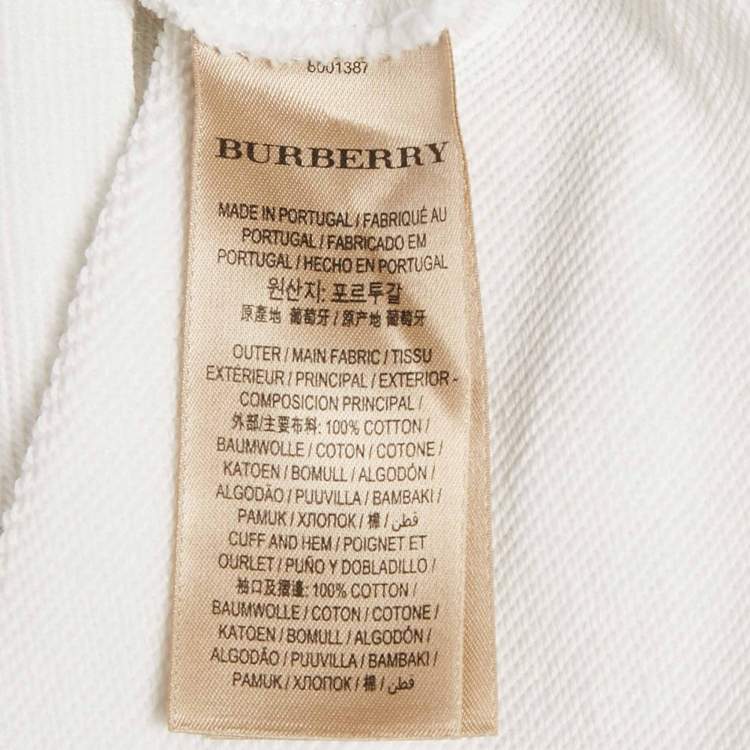 6001387
BURBERRY
MADE IN PORTUGAL / FABRIQUÉ AU
PORTUGAL / FABRICADO EM
PORTUGAL / HECHO EN PORTUGAL
원산지: 포르투갈
原產地 葡萄牙 / 原产地 葡萄牙
OUTER / MAIN FABRIC / TISSU
EXTÉRIEUR / PRINCIPAL / EXTERIOR -
COMPOSICION PRINCIPAL /
外部/主要布料: 100% COTTON /
BAUMWOLLE / COTON / COTONE /
KATOEN / BOMULL / ALGODÓN /
ALGODÃO / PUUVILLA / BAMBAKI /
PAMUK / ХЛОПОК / 棉 / قطن
CUFF AND HEM / POIGNET ET
OURLET / PUÑO Y DOBLADILLO /
袖口及摺邊: 100% COTTON /
BAUMWOLLE / COTON / COTONE /
KATOEN / BOMULL / ALGODÓN /
ALGODÃO / PUUVILLA / BAMBAKI /
PAMUK / ХЛОПОК / 棉 / قطن